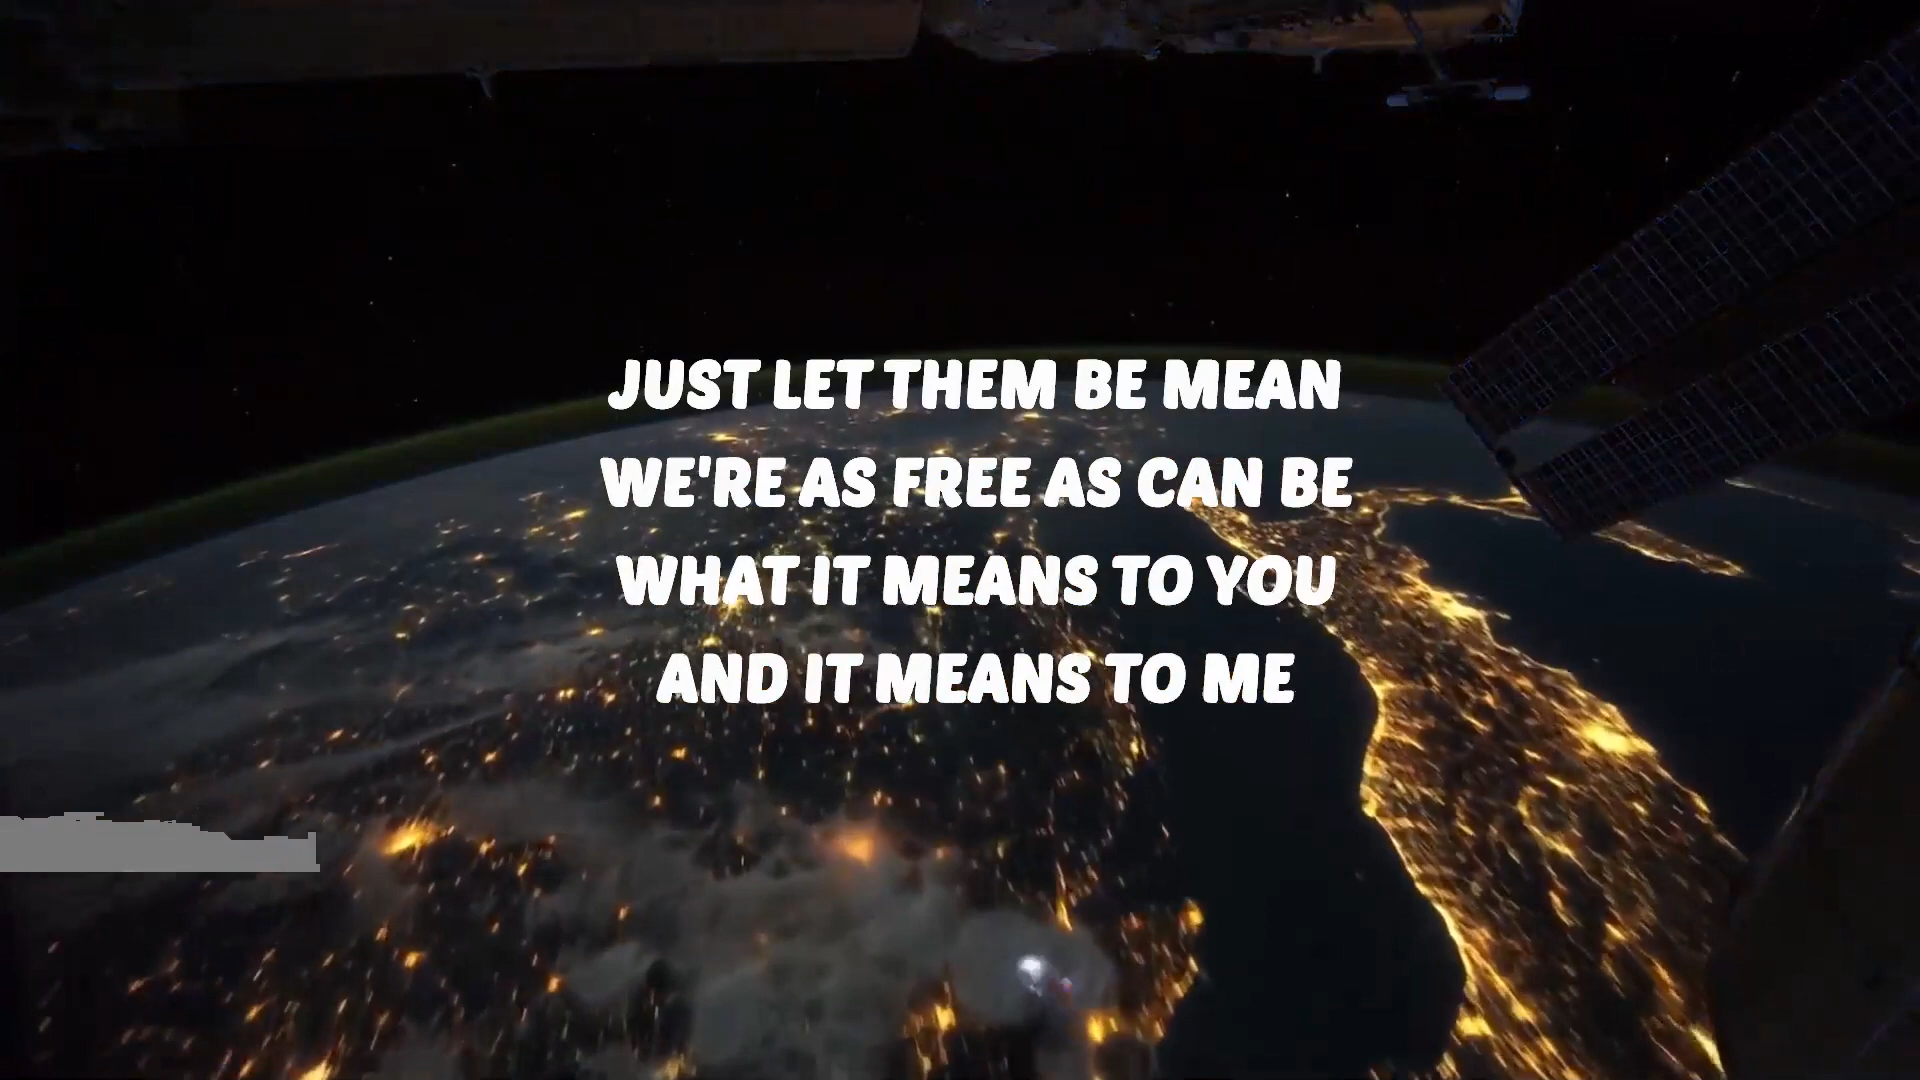 JUST LET THEM BE MEAN
WE'RE AS FREE AS CAN BE
WHAT IT MEANS TO YOU
AND IT MEANS TO ME